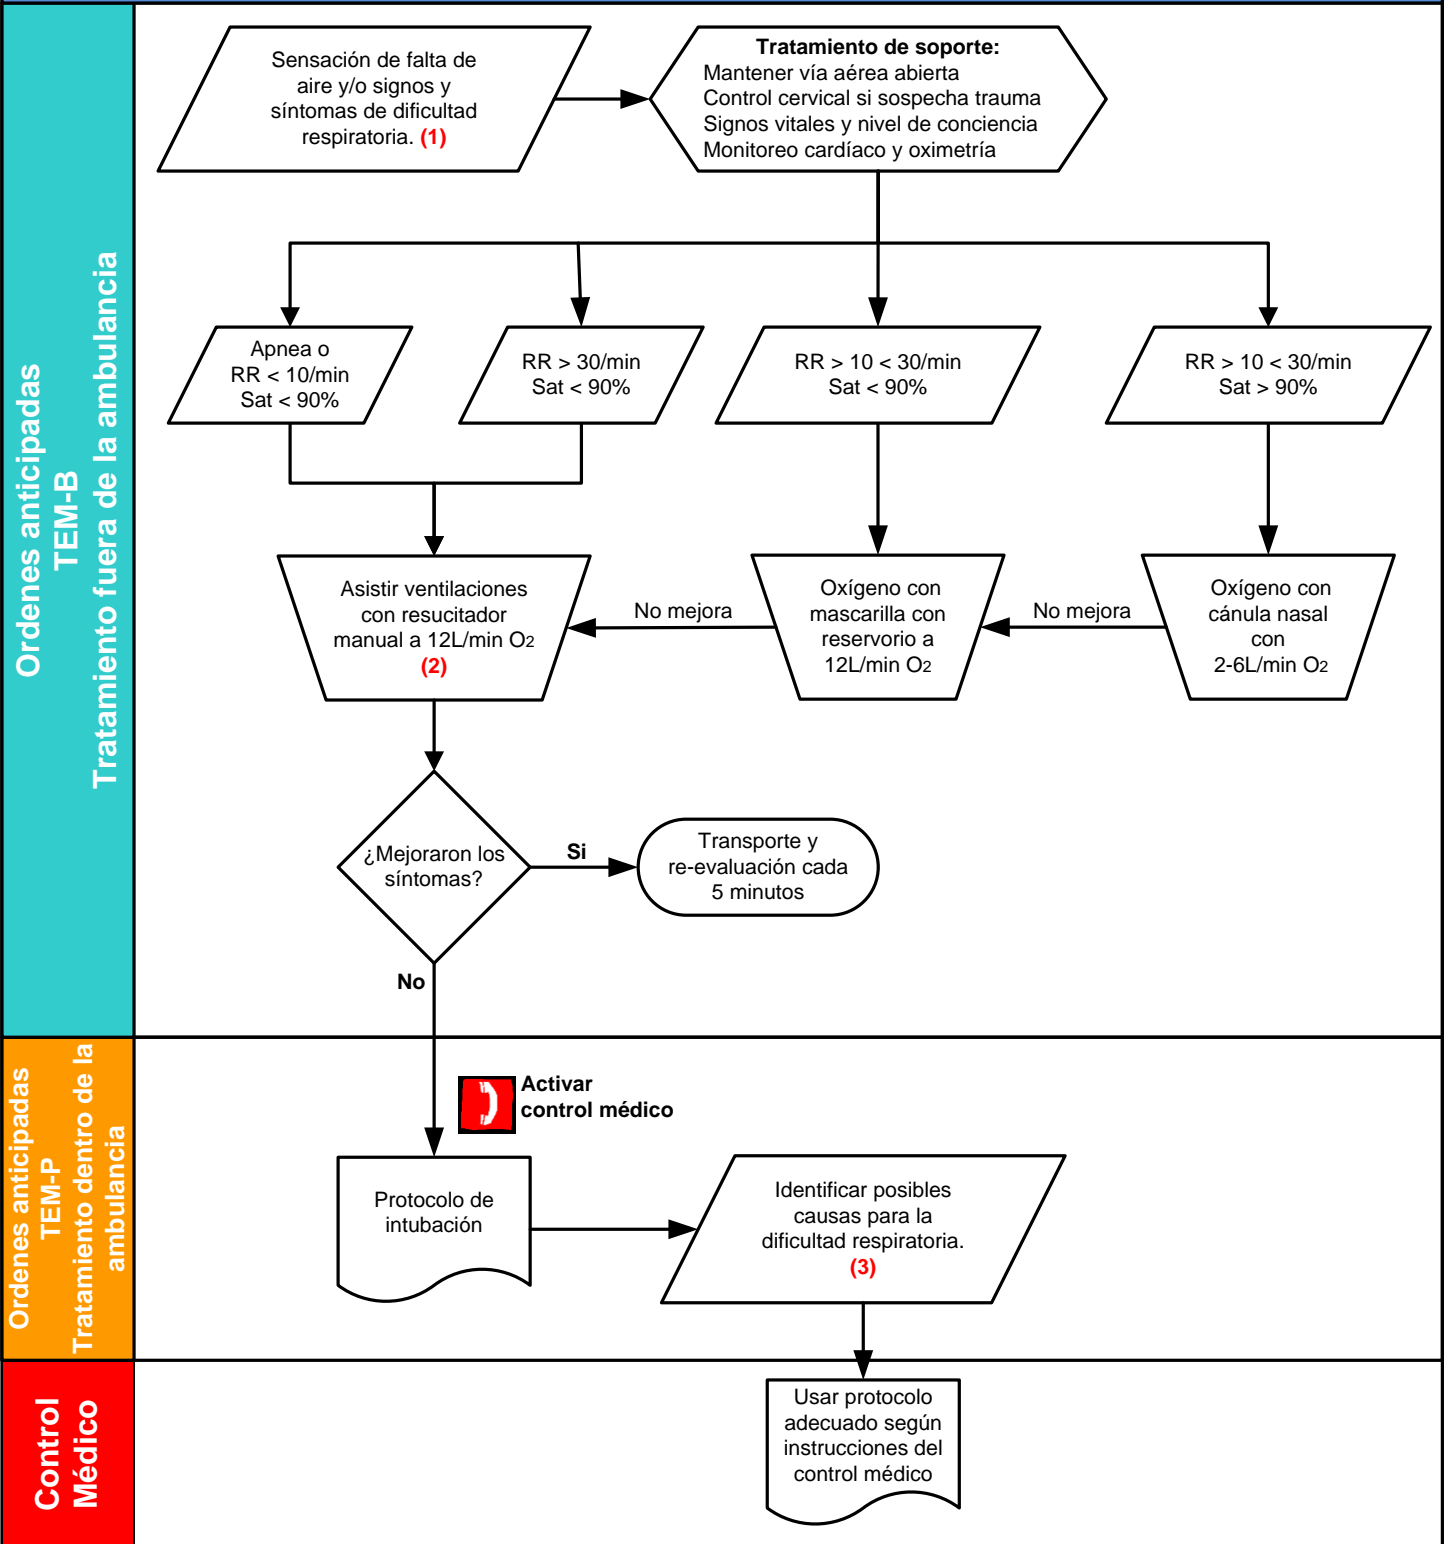 Ordenes anticipadas
TEM-B
Tratamiento fuera de la ambulancia
Sensación de falta de
aire y/o signos y
síntomas de dificultad
respiratoria. (1)
Tratamiento de soporte:
Mantener vía aérea abierta
Control cervical si sospecha trauma
Signos vitales y nivel de conciencia
Monitoreo cardíaco y oximetría
Apnea o
RR < 10/min
Sat < 90%
RR > 30/min
Sat < 90%
RR > 10 < 30/min
Sat < 90%
RR > 10 < 30/min
Sat > 90%
Asistir ventilaciones
con resucitador
manual a 12L/min O2
(2)
No mejora
Oxígeno con
mascarilla con
reservorio a
12L/min O2
No mejora
Oxígeno con
cánula nasal
con
2-6L/min O2
¿Mejoraron los
síntomas?
Si
Transporte y
re-evaluación cada
5 minutos
No
Ordenes anticipadas
TEM-P
Tratamiento dentro de la
ambulancia
Activar
control médico
Protocolo de
intubación
Identificar posibles
causas para la
dificultad respiratoria.
(3)
Control
Médico
Usar protocolo
adecuado según
instrucciones del
control médico